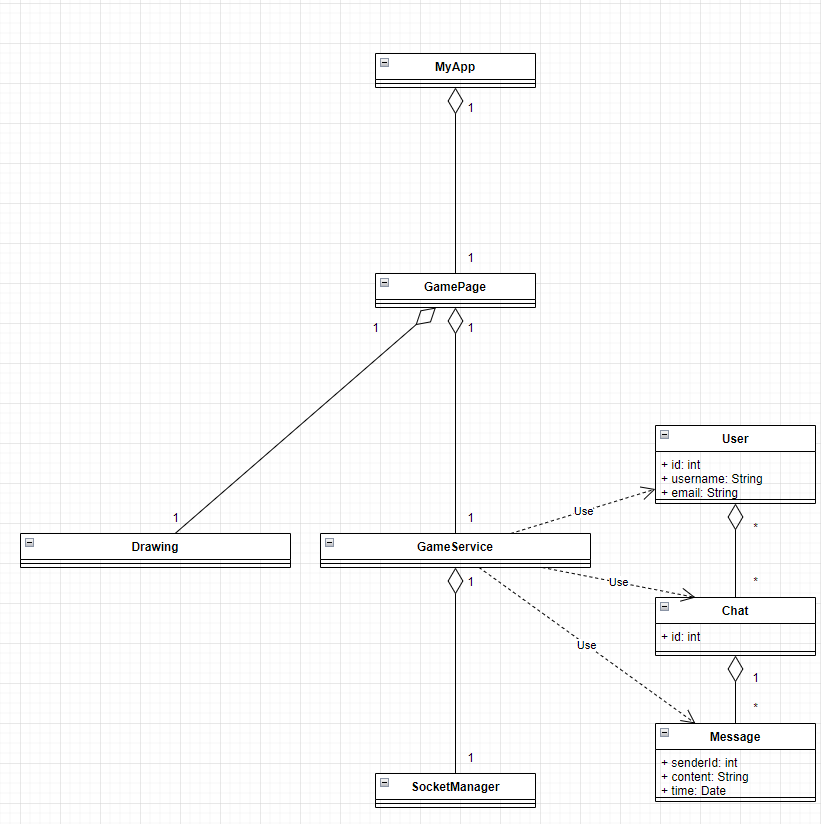 MyApp
1
1
GamePage
1
1
1
1
Drawing
GameService
1
1
SocketManager
Use
Use
Use
User
+ id: int
+ username: String
+ email: String
*
*
Chat
+ id: int
1
*
Message
+ senderId: int
+ content: String
+ time: Date